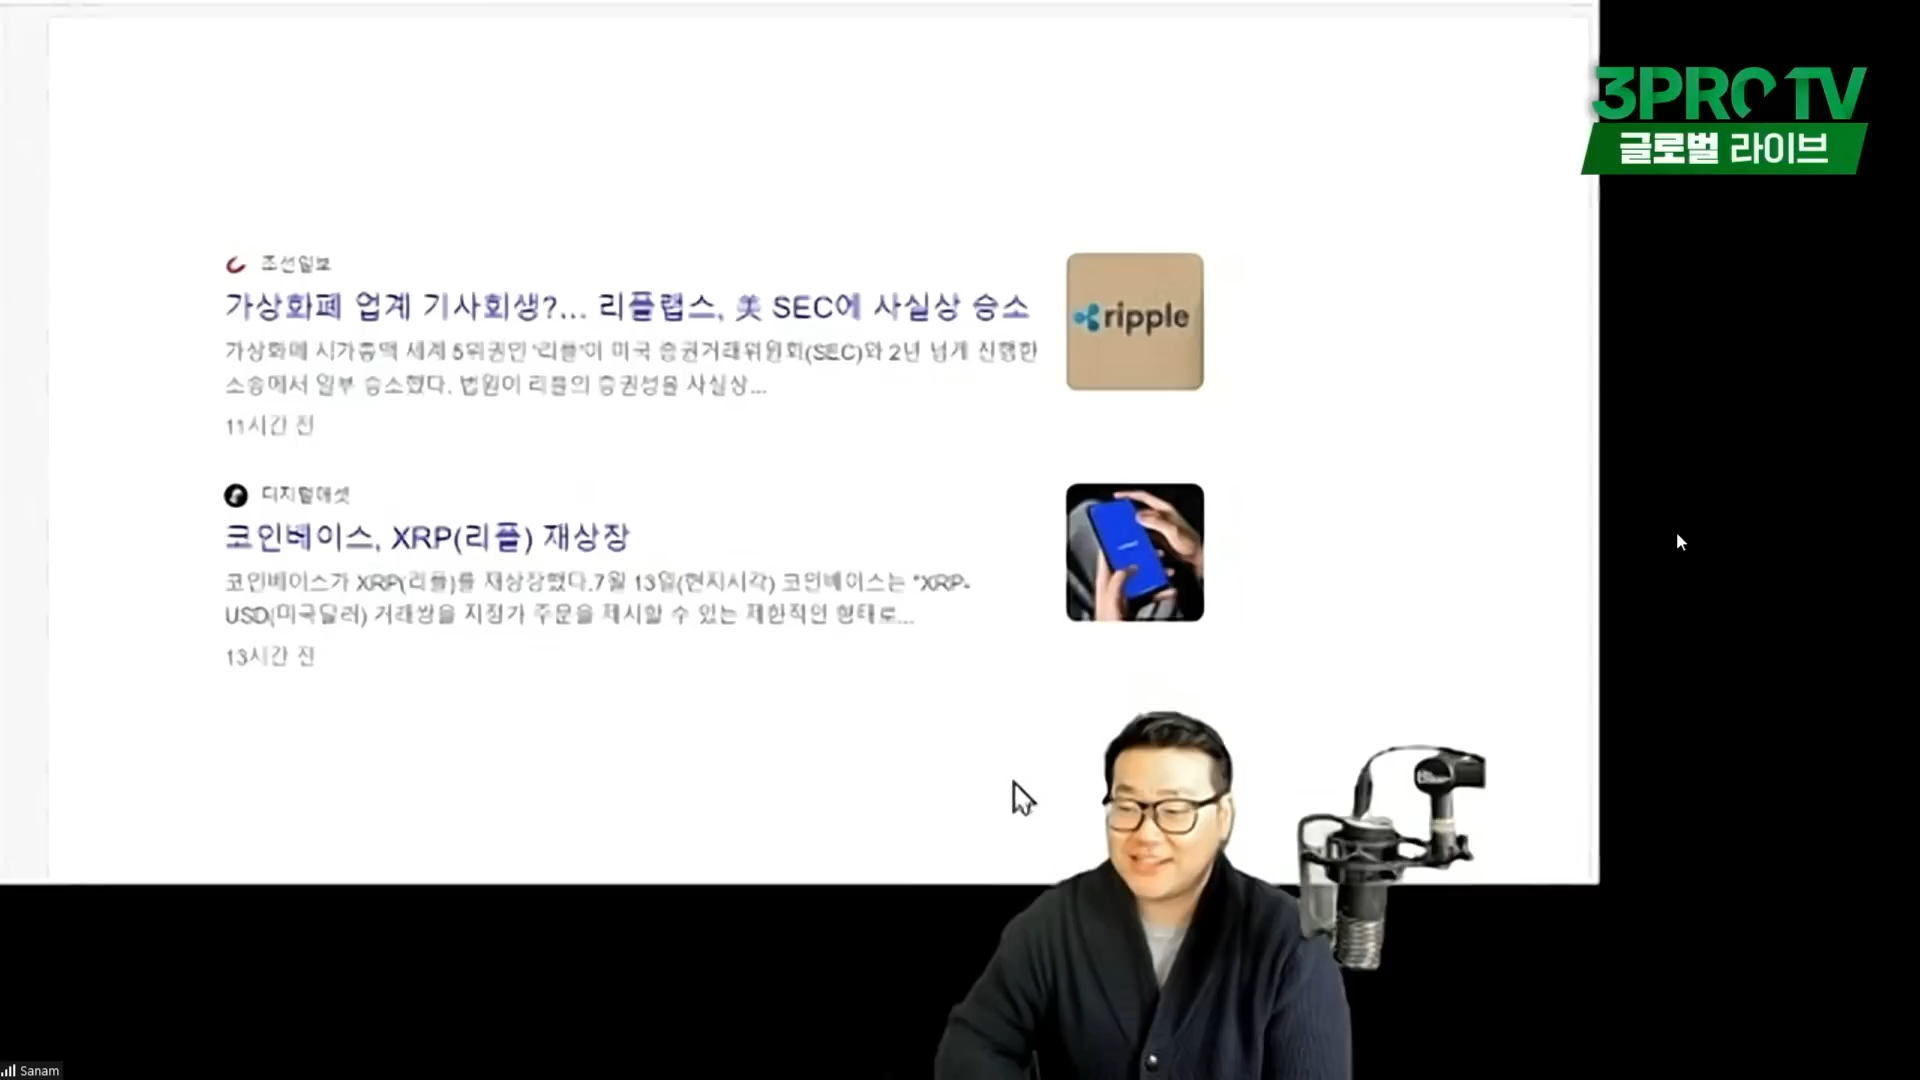 3PRO TV
글로벌 라이브
조선일보
가상화폐 업계 기사회생?... 리플랩스, 美 SEC에 사실상 승소
ripple
가상화폐 시가총액 세계 5위권인 '리플'이 미국 증권거래위원회(SEC)와 2년 넘게 진행한
소송에서 일부 승소했다. 법원이 리플의 증권성을 사실상...
11시간 전
디지털애셋
코인베이스, XRP(리플) 재상장
코인베이스가 XRP(리플)를 재상장했다.7월 13일(현지시각) 코인베이스는 "XRP-
USD(미국달러) 거래쌍을 지정가 주문을 제시할 수 있는 제한적인 형태로...
13시간 전
Sanam